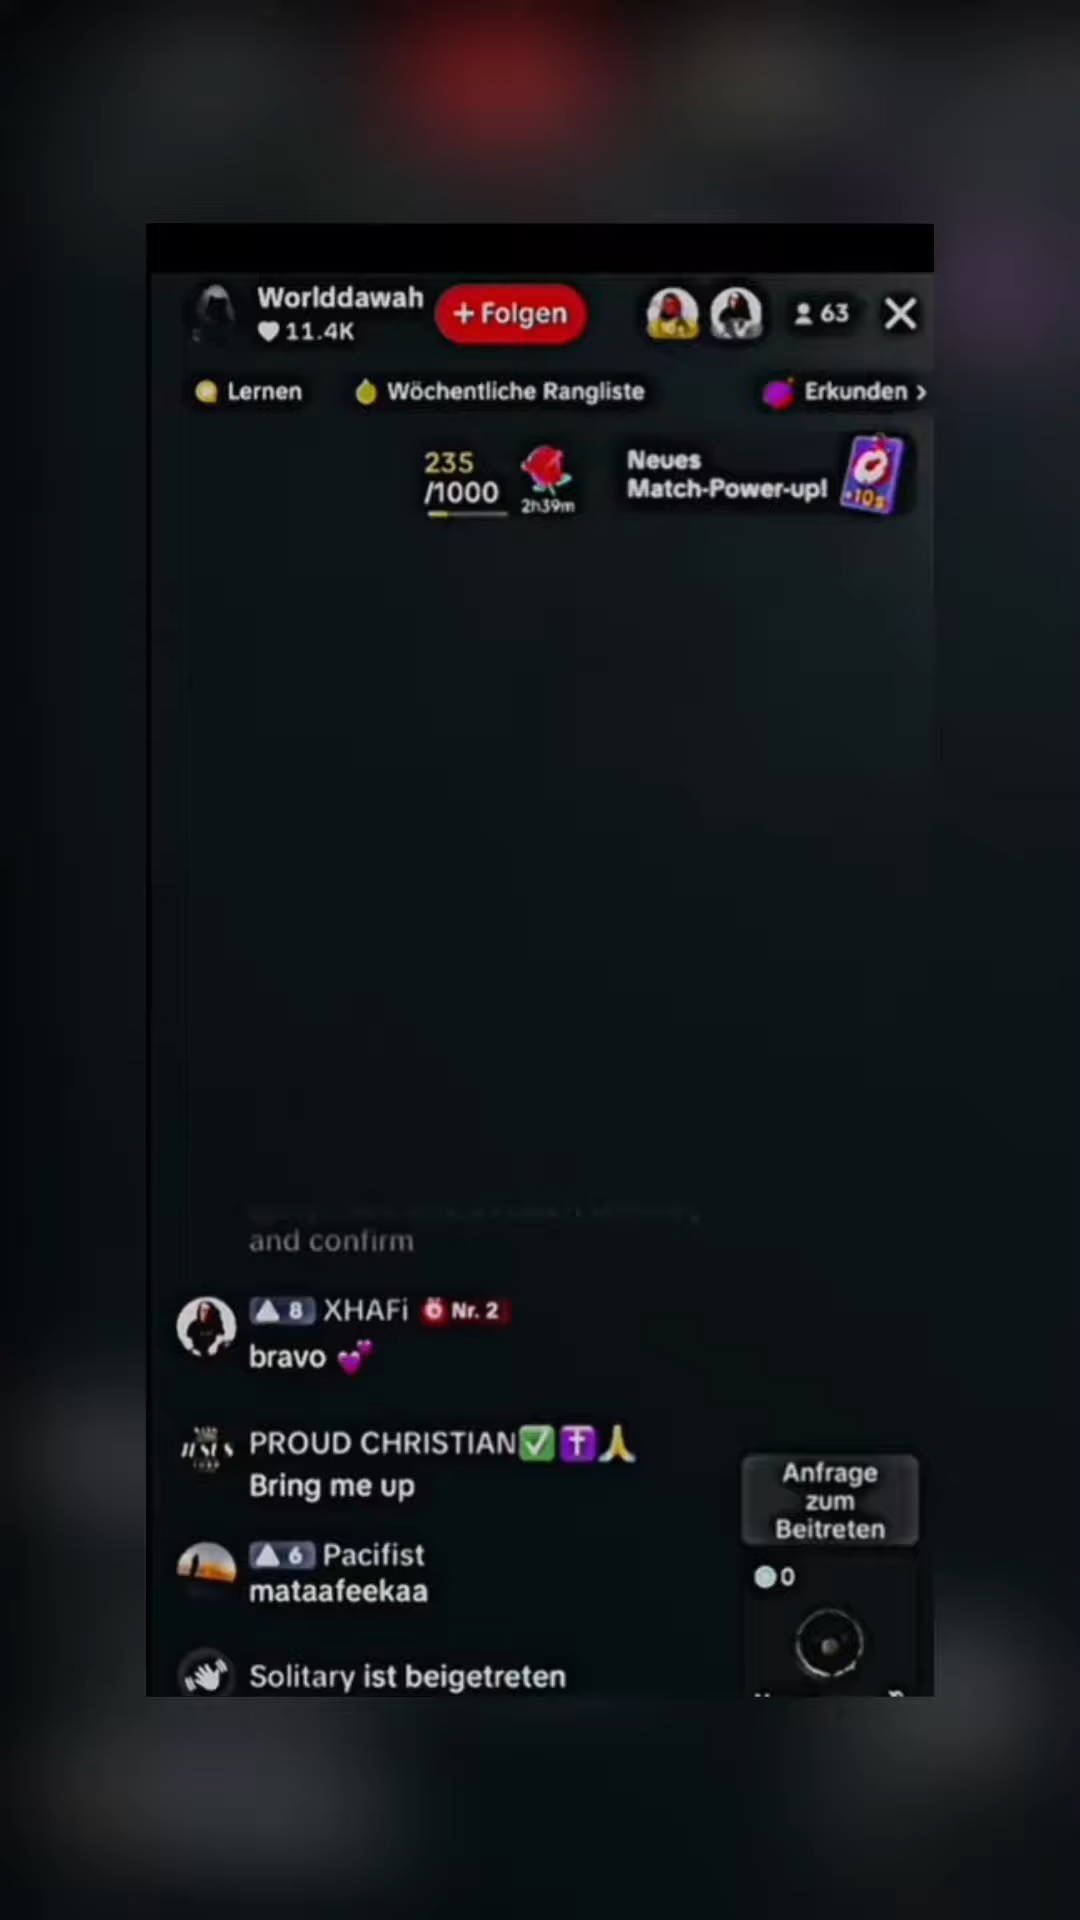 Worlddawah
11.4K
+ Folgen
63
Lernen
Wöchentliche Rangliste
Erkunden >
235
/1000
2h39m
Neues
Match-Power-up!
+10s
and confirm
8 XHAFi Nr. 2
bravo 💕
PROUD CHRISTIAN✅✝️🙏
Bring me up
6 Pacifist
mataafeekaa
Solitary ist beigetreten
Anfrage
zum
Beitreten
0